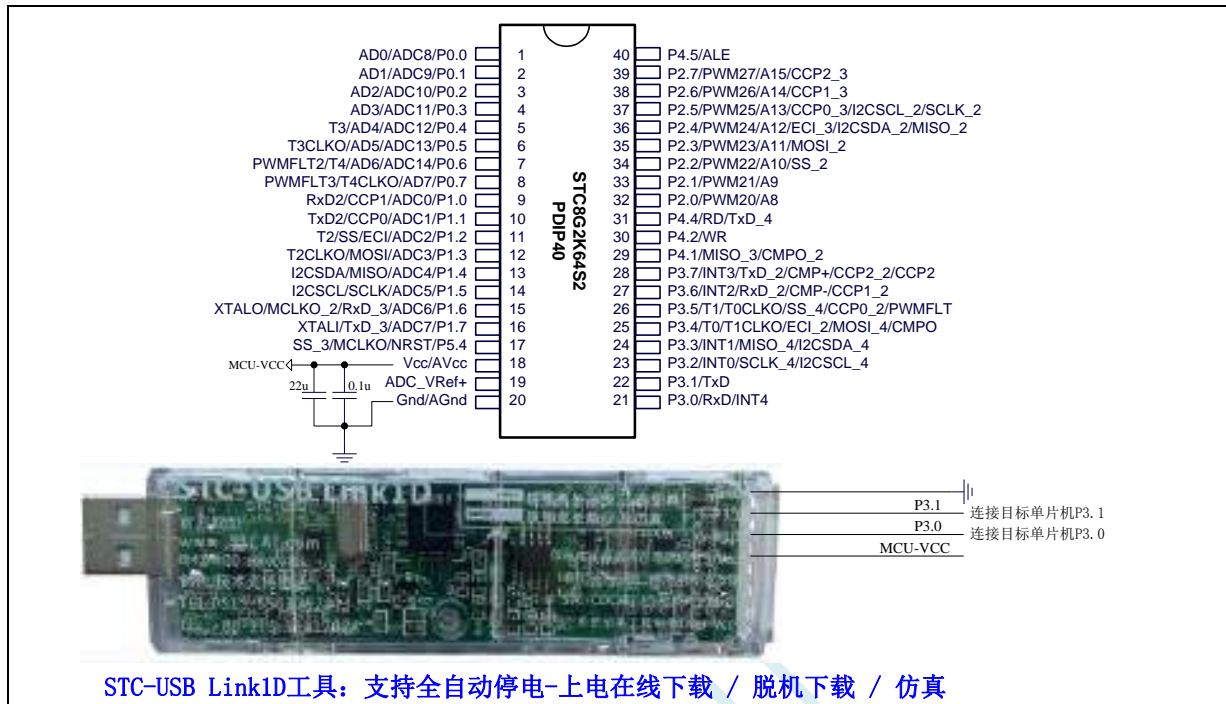 AD0/ADC8/P0.0 1 40 P4.5/ALE
AD1/ADC9/P0.1 2 39 P2.7/PWM27/A15/CCP2_3
AD2/ADC10/P0.2 3 38 P2.6/PWM26/A14/CCP1_3
AD3/ADC11/P0.3 4 37 P2.5/PWM25/A13/CCP0_3/I2CSCL_2/SCLK_2
T3/AD4/ADC12/P0.4 5 36 P2.4/PWM24/A12/ECI_3/I2CSDA_2/MISO_2
T3CLKO/AD5/ADC13/P0.5 6 35 P2.3/PWM23/A11/MOSI_2
PWMFLT2/T4/AD6/ADC14/P0.6 7 34 P2.2/PWM22/A10/SS_2
PWMFLT3/T4CLKO/AD7/P0.7 8 33 P2.1/PWM21/A9
RxD2/CCP1/ADC0/P1.0 9 32 P2.0/PWM20/A8
TxD2/CCP0/ADC1/P1.1 10 31 P4.4/RD/TxD_4
T2/SS/ECI/ADC2/P1.2 11 30 P4.2/WR
T2CLKO/MOSI/ADC3/P1.3 12 29 P4.1/MISO_3/CMPO_2
I2CSDA/MISO/ADC4/P1.4 13 28 P3.7/INT3/TxD_2/CMP+/CCP2_2/CCP2
I2CSCL/SCLK/ADC5/P1.5 14 27 P3.6/INT2/RxD_2/CMP-/CCP1_2
XTALO/MCLKO_2/RxD_3/ADC6/P1.6 15 26 P3.5/T1/T0CLKO/SS_4/CCP0_2/PWMFLT
XTALI/TxD_3/ADC7/P1.7 16 25 P3.4/T0/T1CLKO/ECI_2/MOSI_4/CMPO
SS_3/MCLKO/NRST/P5.4 17 24 P3.3/INT1/MISO_4/I2CSDA_4
MCU-VCC Vcc/AVcc 18 23 P3.2/INT0/SCLK_4/I2CSCL_4
22u 0.1u ADC_VRef+ 19 22 P3.1/TxD
Gnd/AGnd 20 21 P3.0/RxD/INT4
STC8G2K64S2
PDIP40
STC-USB Link1D
P3.1 连接目标单片机P3.1
P3.0 连接目标单片机P3.0
MCU-VCC
STC-USB Link1D工具: 支持全自动停电-上电在线下载 / 脱机下载 / 仿真